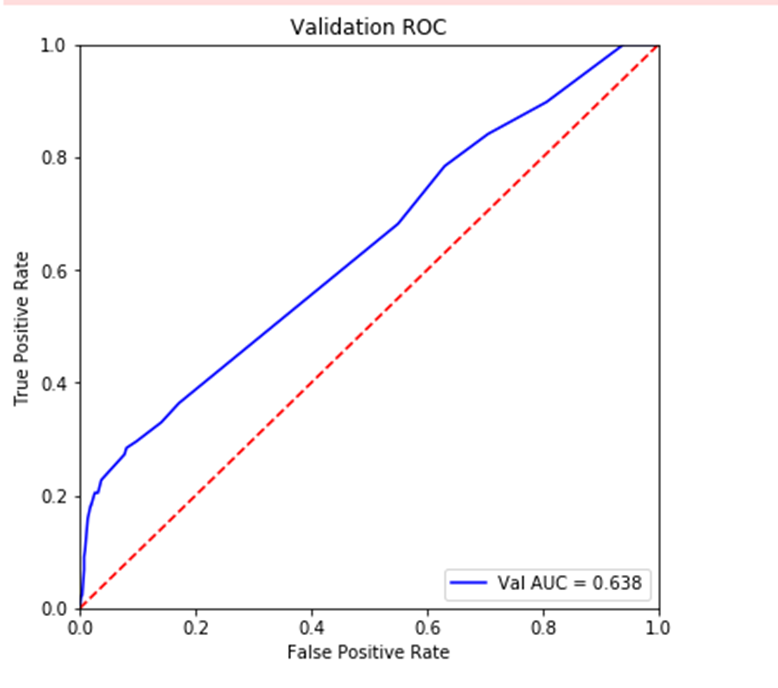 Validation ROC
1.0
0.8
0.6
0.4
0.2
0.0
True Positive Rate
Val AUC = 0.638
0.0 0.2 0.4 0.6 0.8 1.0
False Positive Rate